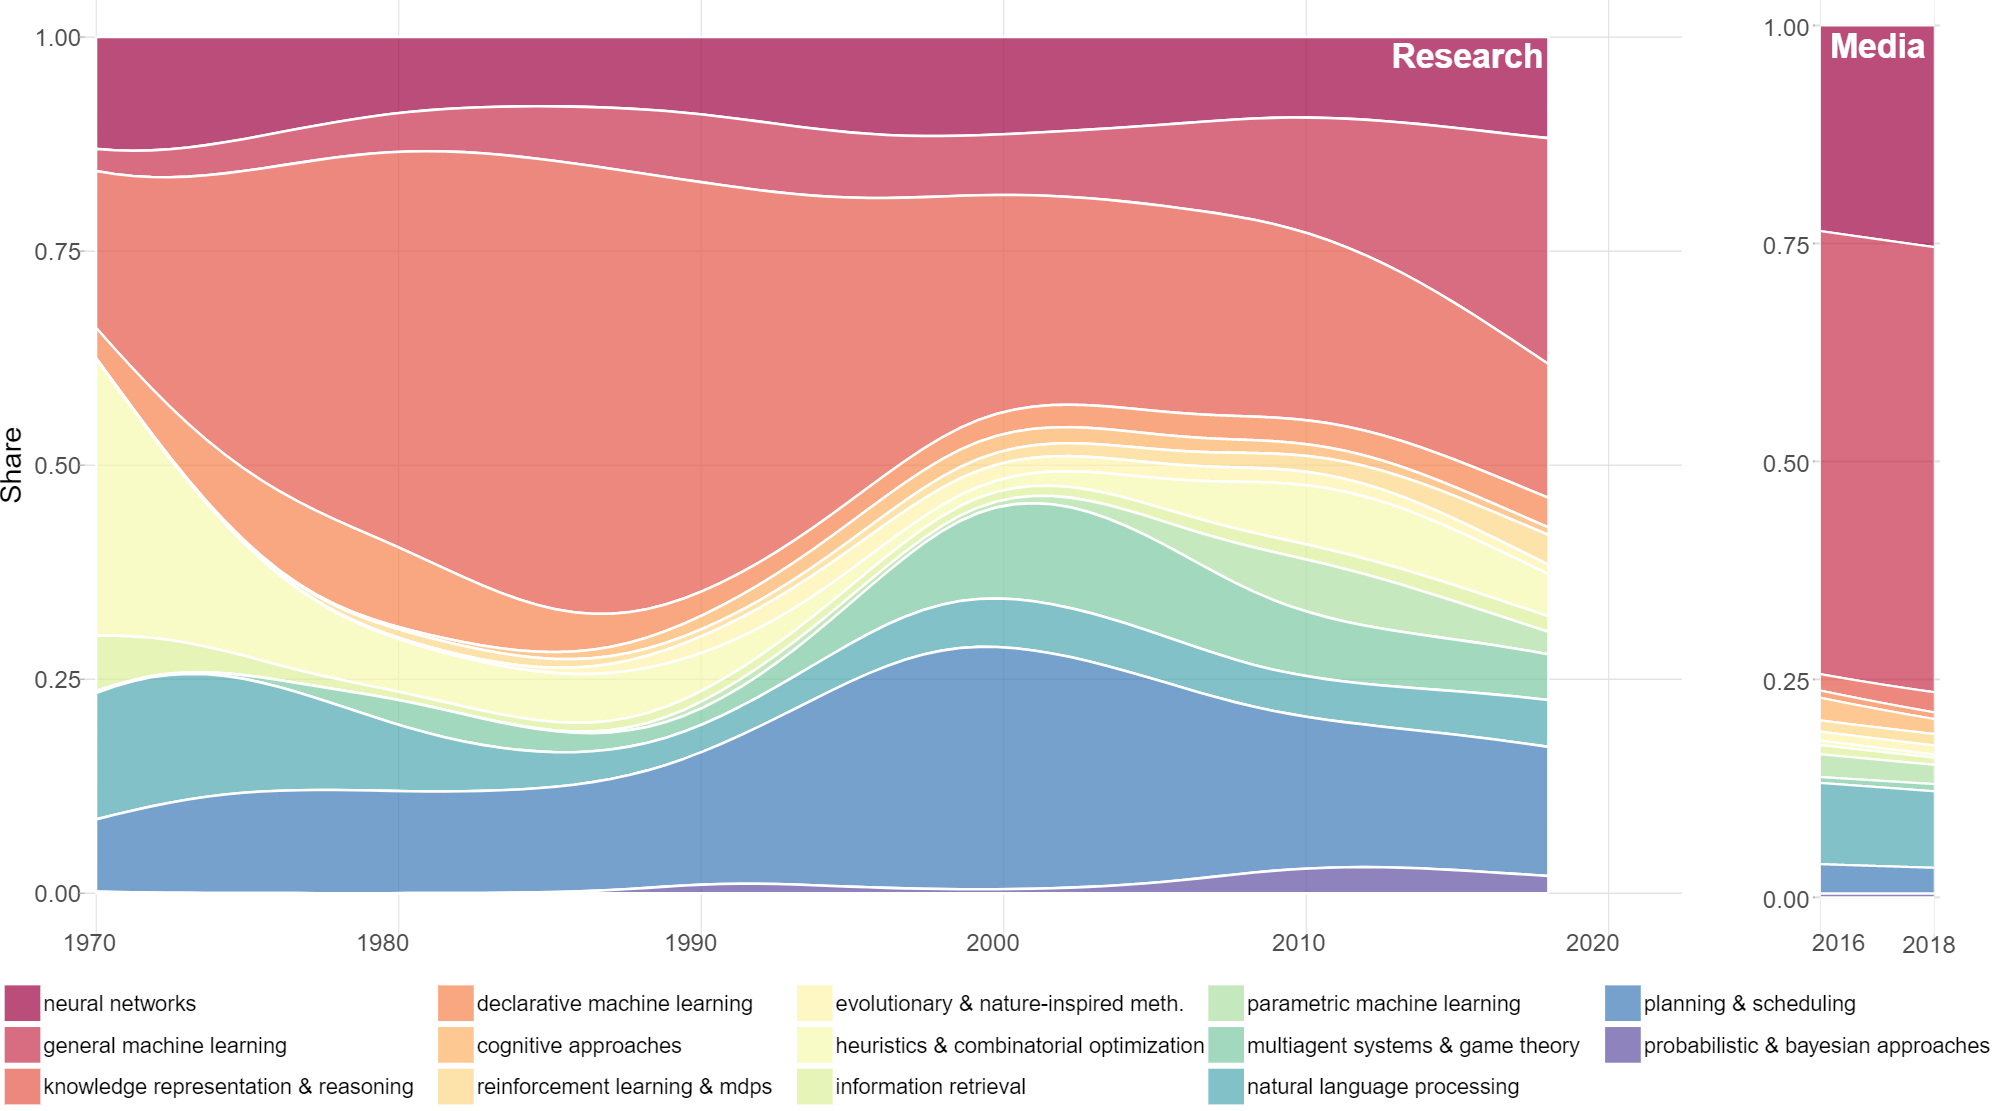 Research
Media
1.00
0.75
0.50
0.25
0.00
Share
1970 1980 1990 2000 2010 2020
1.00
0.75
0.50
0.25
0.00
2016 2018
neural networks
general machine learning
knowledge representation & reasoning
declarative machine learning
cognitive approaches
reinforcement learning & mdps
evolutionary & nature-inspired meth.
heuristics & combinatorial optimization
information retrieval
parametric machine learning
multiagent systems & game theory
natural language processing
planning & scheduling
probabilistic & bayesian approaches